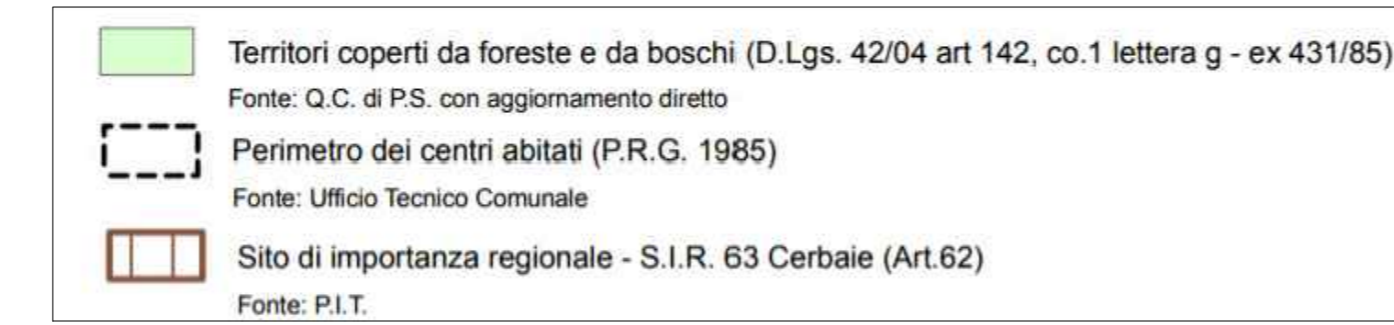 Territori coperti da foreste e da boschi (D.Lgs. 42/04 art 142, co.1 lettera g - ex 431/85)
Fonte: Q.C. di P.S. con aggiornamento diretto
Perimetro dei centri abitati (P.R.G. 1985)
Fonte: Ufficio Tecnico Comunale
Sito di importanza regionale - S.I.R. 63 Cerbaie (Art.62)
Fonte: P.I.T.